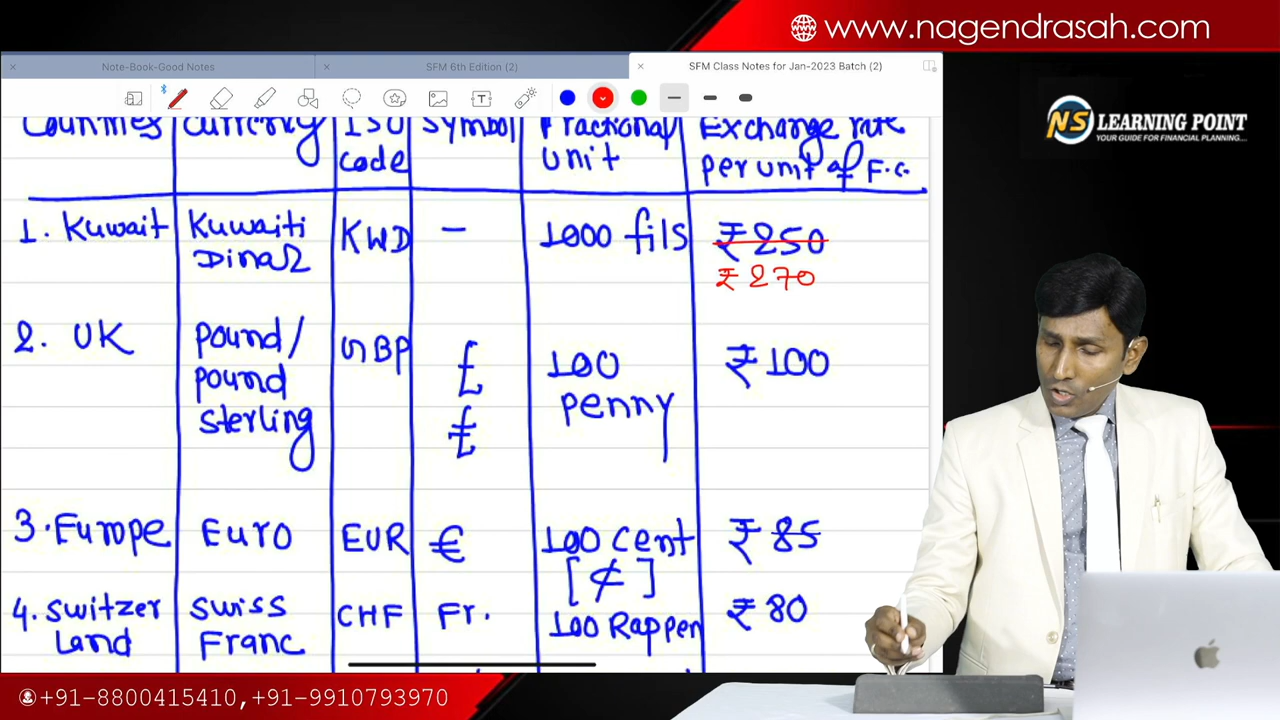 www.nagendrasah.com
Note-Book-Good Notes
SFM 6th Edition (2)
SFM Class Notes for Jan-2023 Batch (2)
NS LEARNING POINT
YOUR GUIDE FOR FINANCIAL PLANNING...
Countries Currency ISO Symbol Fractional Exchange rate
code unit per unit of F.C.
1. Kuwait Kuwaiti KWD – 1000 fils ₹250
Dinar ₹270
2. UK Pound/ GBP £ 100 ₹100
pound penny
sterling £
3. Europe Euro EUR € 100 cent ₹85
[¢]
4. Switzer Swiss CHF Fr. 100 Rappen ₹80
land Franc
+91-8800415410,+91-9910793970